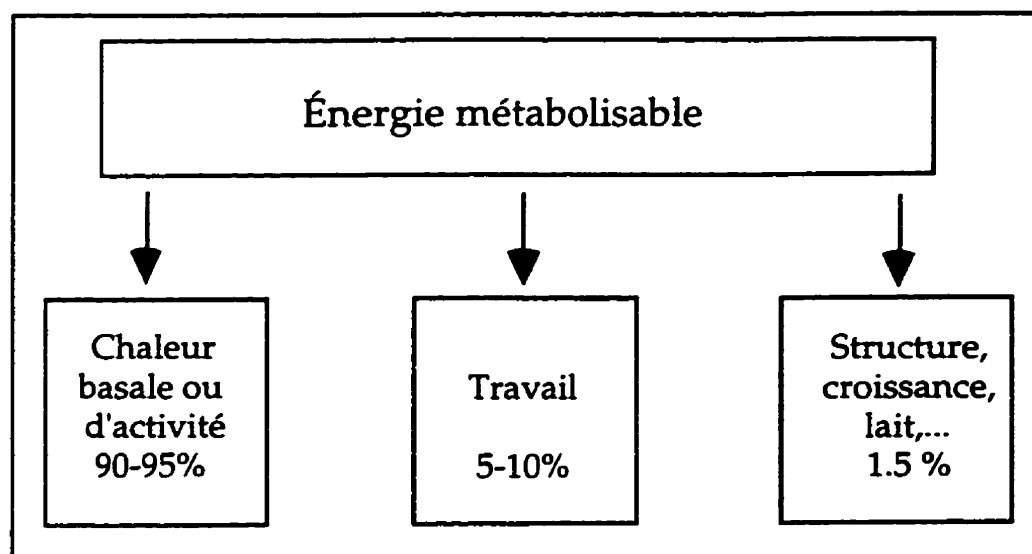 Énergie métabolisable
Chaleur
basale ou
d'activité
90-95%
Travail
5-10%
Structure,
croissance,
lait,...
1.5 %